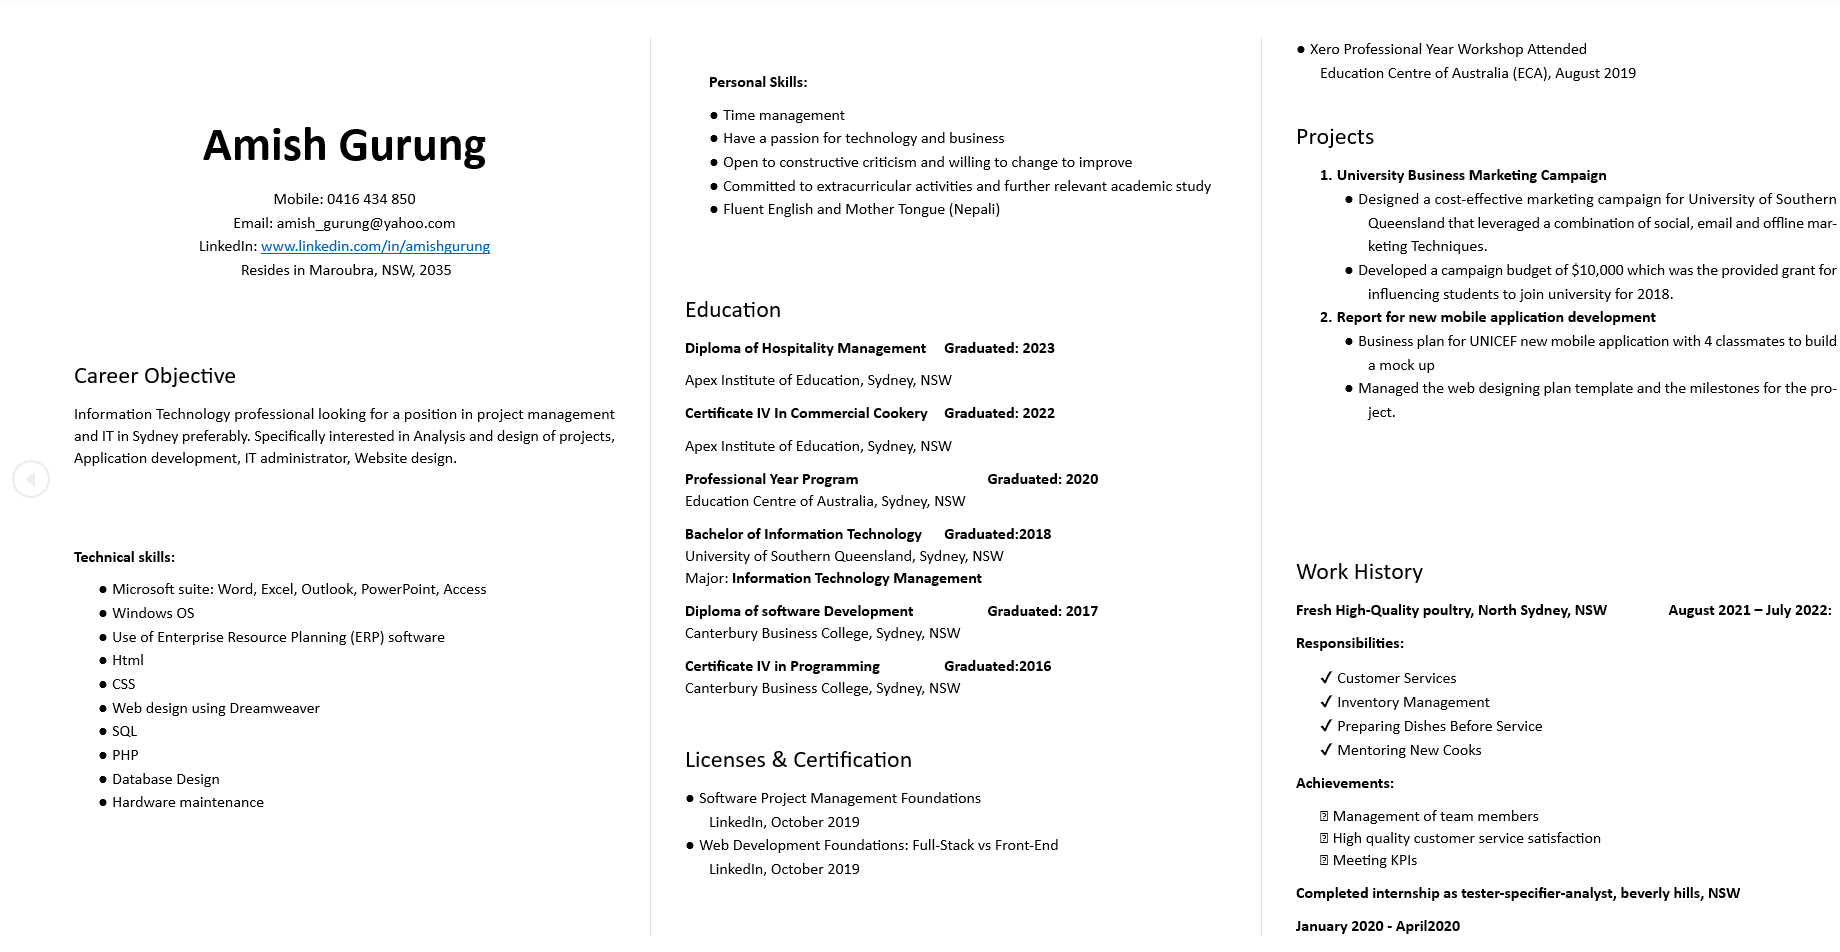 Amish Gurung
Mobile: 0416 434 850
Email: amish_gurung@yahoo.com
LinkedIn: www.linkedin.com/in/amishgurung
Resides in Maroubra, NSW, 2035
Career Objective
Information Technology professional looking for a position in project management
and IT in Sydney preferably. Specifically interested in Analysis and design of projects,
Application development, IT administrator, Website design.
Technical skills:
● Microsoft suite: Word, Excel, Outlook, PowerPoint, Access
● Windows OS
● Use of Enterprise Resource Planning (ERP) software
● Html
● CSS
● Web design using Dreamweaver
● SQL
● PHP
● Database Design
● Hardware maintenance
Personal Skills:
● Time management
● Have a passion for technology and business
● Open to constructive criticism and willing to change to improve
● Committed to extracurricular activities and further relevant academic study
● Fluent English and Mother Tongue (Nepali)
Education
Diploma of Hospitality Management Graduated: 2023
Apex Institute of Education, Sydney, NSW
Certificate IV In Commercial Cookery Graduated: 2022
Apex Institute of Education, Sydney, NSW
Professional Year Program Graduated: 2020
Education Centre of Australia, Sydney, NSW
Bachelor of Information Technology Graduated:2018
University of Southern Queensland, Sydney, NSW
Major: Information Technology Management
Diploma of software Development Graduated: 2017
Canterbury Business College, Sydney, NSW
Certificate IV in Programming Graduated:2016
Canterbury Business College, Sydney, NSW
Licenses & Certification
● Software Project Management Foundations
LinkedIn, October 2019
● Web Development Foundations: Full-Stack vs Front-End
LinkedIn, October 2019
● Xero Professional Year Workshop Attended
Education Centre of Australia (ECA), August 2019
Projects
1. University Business Marketing Campaign
● Designed a cost-effective marketing campaign for University of Southern
Queensland that leveraged a combination of social, email and offline mar-
keting Techniques.
● Developed a campaign budget of $10,000 which was the provided grant for
influencing students to join university for 2018.
2. Report for new mobile application development
● Business plan for UNICEF new mobile application with 4 classmates to build
a mock up
● Managed the web designing plan template and the milestones for the pro-
ject.
Work History
Fresh High-Quality poultry, North Sydney, NSW August 2021 – July 2022:
Responsibilities:
✓ Customer Services
✓ Inventory Management
✓ Preparing Dishes Before Service
✓ Mentoring New Cooks
Achievements:
Management of team members
High quality customer service satisfaction
Meeting KPIs
Completed internship as tester-specifier-analyst, beverly hills, NSW
January 2020 - April2020